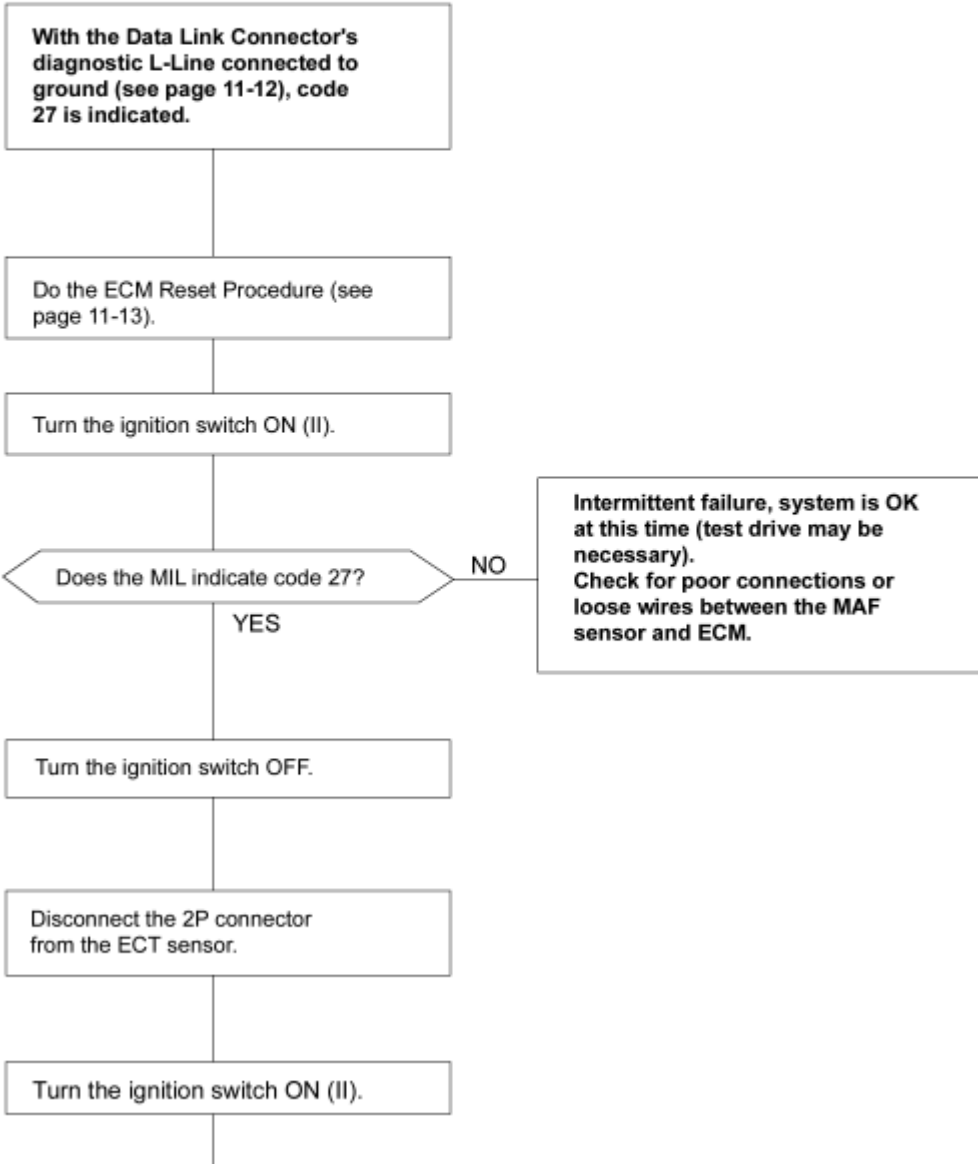 With the Data Link Connector's
diagnostic L-Line connected to
ground (see page 11-12), code
27 is indicated.
Do the ECM Reset Procedure (see
page 11-13).
Turn the ignition switch ON (II).
Does the MIL indicate code 27?
NO
Intermittent failure, system is OK
at this time (test drive may be
necessary).
Check for poor connections or
loose wires between the MAF
sensor and ECM.
YES
Turn the ignition switch OFF.
Disconnect the 2P connector
from the ECT sensor.
Turn the ignition switch ON (II).